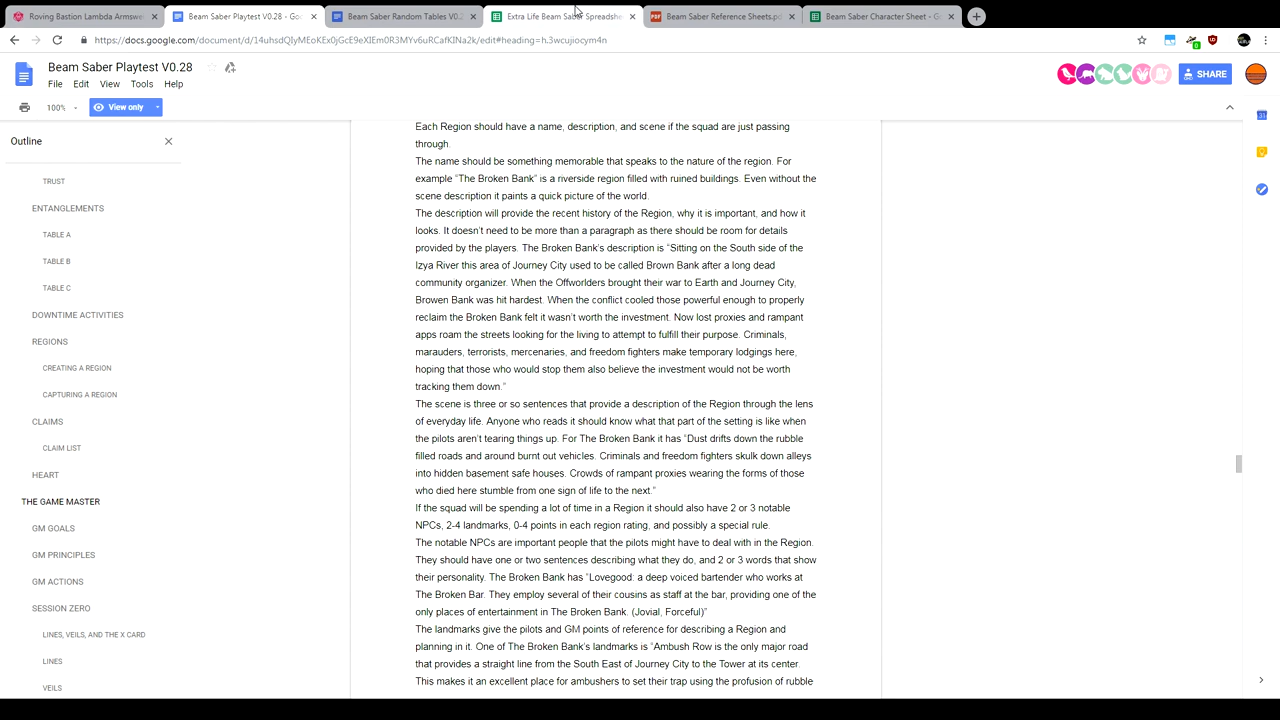 Roving Bastion Lambda Armswe
Beam Saber Playtest V0.28 - Goo
Beam Saber Random Tables V0.2
Extra Life Beam Saber Spreadshe
Beam Saber Reference Sheets.pd
Beam Saber Character Sheet - G
https://docs.google.com/document/d/14uhsdQIyMEoKEx0jGcE9eXIEm0R3MYv6uRCafKINa2k/edit#heading=h.3wcujiocym4n
Beam Saber Playtest V0.28
File Edit View Tools Help
SHARE
100%
View only
Outline
TRUST
ENTANGLEMENTS
TABLE A
TABLE B
TABLE C
DOWNTIME ACTIVITIES
REGIONS
CREATING A REGION
CAPTURING A REGION
CLAIMS
CLAIM LIST
HEART
THE GAME MASTER
GM GOALS
GM PRINCIPLES
GM ACTIONS
SESSION ZERO
LINES, VEILS, AND THE X CARD
LINES
VEILS
Each Region should have a name, description, and scene if the squad are just passing
through.
The name should be something memorable that speaks to the nature of the region. For
example “The Broken Bank” is a riverside region filled with ruined buildings. Even without the
scene description it paints a quick picture of the world.
The description will provide the recent history of the Region, why it is important, and how it
looks. It doesn’t need to be more than a paragraph as there should be room for details
provided by the players. The Broken Bank’s description is “Sitting on the South side of the
Izya River this area of Journey City used to be called Brown Bank after a long dead
community organizer. When the Offworlders brought their war to Earth and Journey City,
Browen Bank was hit hardest. When the conflict cooled those powerful enough to properly
reclaim the Broken Bank felt it wasn’t worth the investment. Now lost proxies and rampant
apps roam the streets looking for the living to attempt to fulfill their purpose. Criminals,
marauders, terrorists, mercenaries, and freedom fighters make temporary lodgings here,
hoping that those who would stop them also believe the investment would not be worth
tracking them down.”
The scene is three or so sentences that provide a description of the Region through the lens
of everyday life. Anyone who reads it should know what that part of the setting is like when
the pilots aren’t tearing things up. For The Broken Bank it has “Dust drifts down the rubble
filled roads and around burnt out vehicles. Criminals and freedom fighters skulk down alleys
into hidden basement safe houses. Crowds of rampant proxies wearing the forms of those
who died here stumble from one sign of life to the next.”
If the squad will be spending a lot of time in a Region it should also have 2 or 3 notable
NPCs, 2-4 landmarks, 0-4 points in each region rating, and possibly a special rule.
The notable NPCs are important people that the pilots might have to deal with in the Region.
They should have one or two sentences describing what they do, and 2 or 3 words that show
their personality. The Broken Bank has “Lovegood: a deep voiced bartender who works at
The Broken Bar. They employ several of their cousins as staff at the bar, providing one of the
only places of entertainment in The Broken Bank. (Jovial, Forceful)”
The landmarks give the pilots and GM points of reference for describing a Region and
planning in it. One of The Broken Bank’s landmarks is “Ambush Row is the only major road
that provides a straight line from the South East of Journey City to the Tower at its center.
This makes it an excellent place for ambushers to set their trap using the profusion of rubble